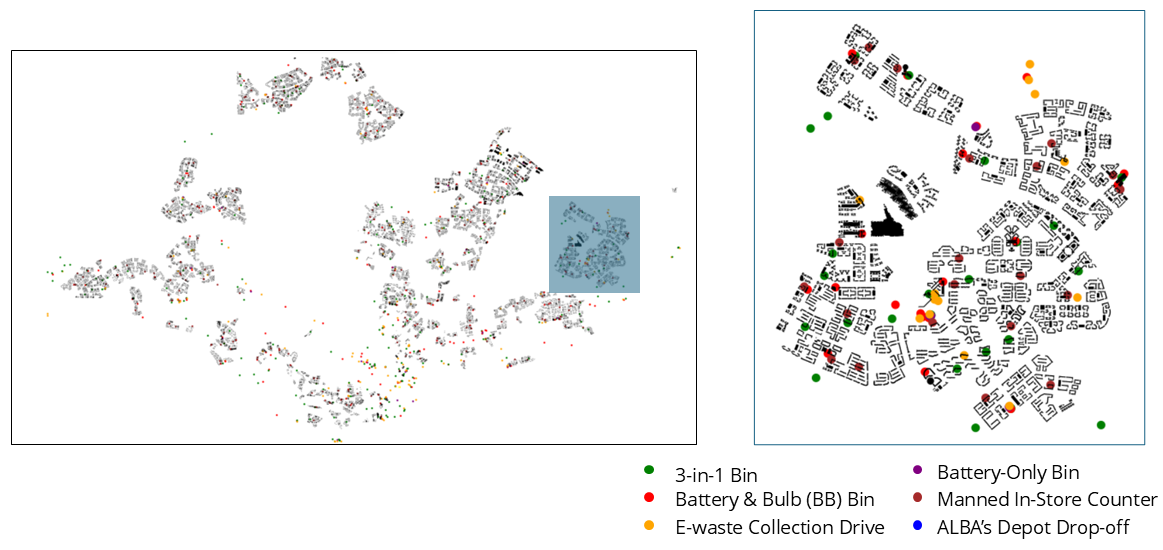 3-in-1 Bin
Battery & Bulb (BB) Bin
E-waste Collection Drive
Battery-Only Bin
Manned In-Store Counter
ALBA's Depot Drop-off